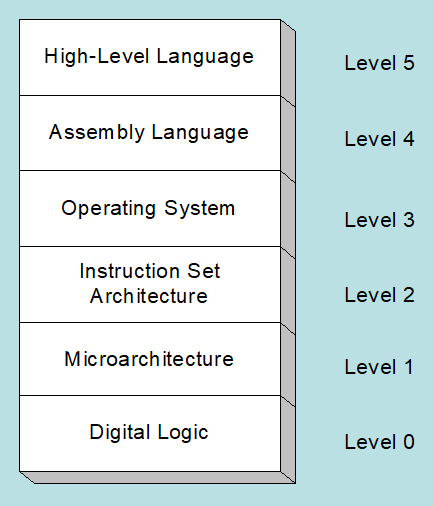 High-Level Language
Level 5
Assembly Language
Level 4
Operating System
Level 3
Instruction Set
Architecture
Level 2
Microarchitecture
Level 1
Digital Logic
Level 0